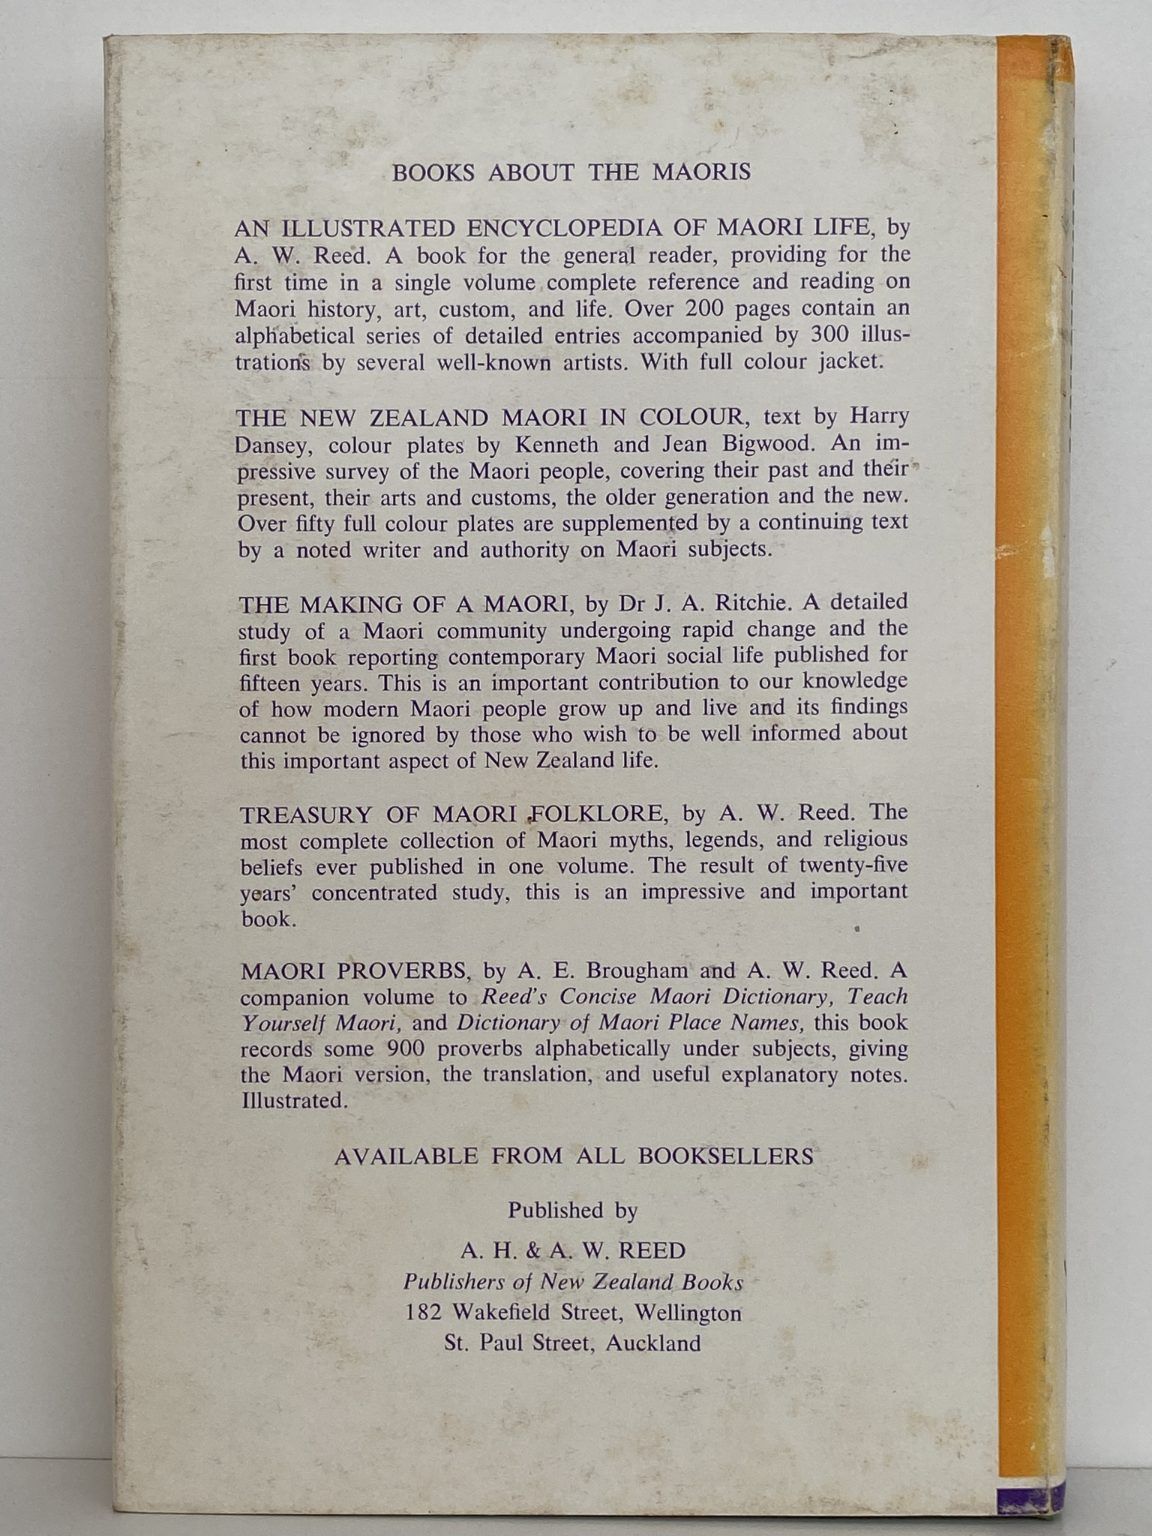 BOOKS ABOUT THE MAORIS
AN ILLUSTRATED ENCYCLOPEDIA OF MAORI LIFE, by
A. W. Reed. A book for the general reader, providing for the
first time in a single volume complete reference and reading on
Maori history, art, custom, and life. Over 200 pages contain an
alphabetical series of detailed entries accompanied by 300 illus-
trations by several well-known artists. With full colour jacket.
THE NEW ZEALAND MAORI IN COLOUR, text by Harry
Dansey, colour plates by Kenneth and Jean Bigwood. An im-
pressive survey of the Maori people, covering their past and their
present, their arts and customs, the older generation and the new.
Over fifty full colour plates are supplemented by a continuing text
by a noted writer and authority on Maori subjects.
THE MAKING OF A MAORI, by Dr J. A. Ritchie. A detailed
study of a Maori community undergoing rapid change and the
first book reporting contemporary Maori social life published for
fifteen years. This is an important contribution to our knowledge
of how modern Maori people grow up and live and its findings
cannot be ignored by those who wish to be well informed about
this important aspect of New Zealand life.
TREASURY OF MAORI FOLKLORE, by A. W. Reed. The
most complete collection of Maori myths, legends, and religious
beliefs ever published in one volume. The result of twenty-five
years' concentrated study, this is an impressive and important
book.
MAORI PROVERBS, by A. E. Brougham and A. W. Reed. A
companion volume to Reed's Concise Maori Dictionary, Teach
Yourself Maori, and Dictionary of Maori Place Names, this book
records some 900 proverbs alphabetically under subjects, giving
the Maori version, the translation, and useful explanatory notes.
Illustrated.
AVAILABLE FROM ALL BOOKSELLERS
Published by
A. H. & A. W. REED
Publishers of New Zealand Books
182 Wakefield Street, Wellington
St. Paul Street, Auckland